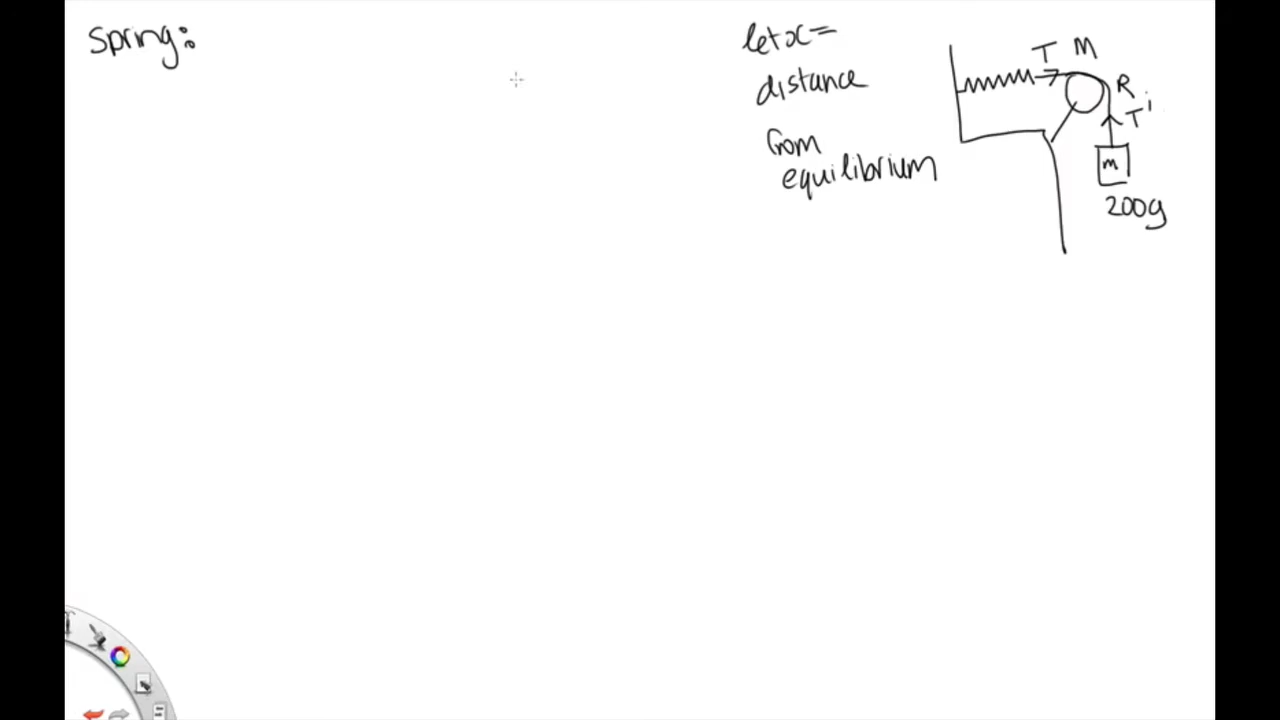 Spring:
let x =
distance
from
equilibrium
T M
R
T'
m
200g